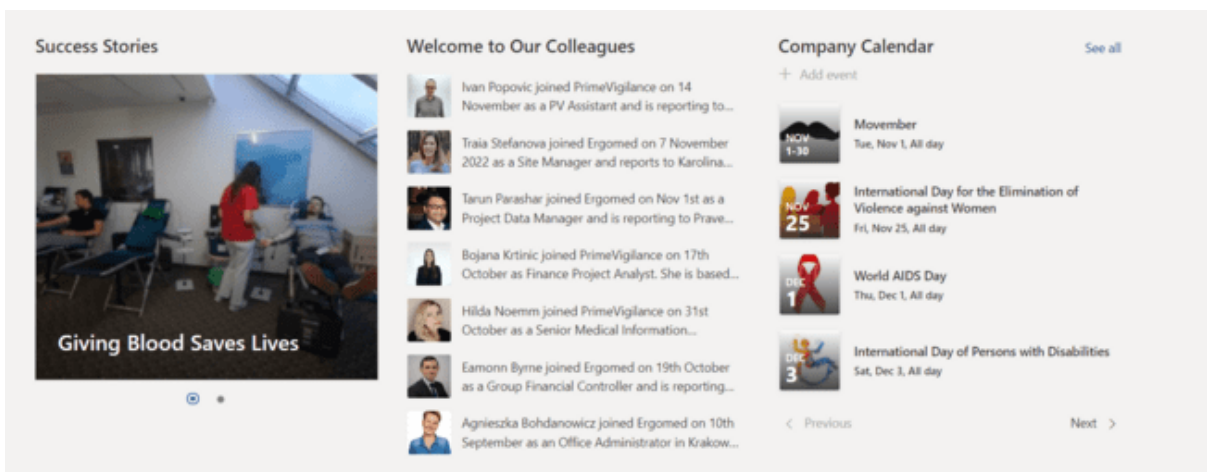 Success Stories
Giving Blood Saves Lives
Welcome to Our Colleagues
Ivan Popovic joined PrimeVigilance on 14
November as a PV Assistant and is reporting to...
Traia Stefanova joined Ergomed on 7 November
2022 as a Site Manager and reports to Karolina...
Tarun Parashar joined Ergomed on Nov 1st as a
Project Data Manager and is reporting to Prave...
Bojana Krtinic joined PrimeVigilance on 17th
October as Finance Project Analyst. She is based...
Hilda Noemm joined PrimeVigilance on 31st
October as a Senior Medical Information...
Eamonn Byrne joined Ergomed on 19th October
as a Group Financial Controller and is reporting...
Agnieszka Bohdanowicz joined Ergomed on 10th
September as an Office Administrator in Krakow...
Company Calendar
See all
+ Add event
NOV
1-30
Movember
Tue, Nov 1, All day
NOV
25
International Day for the Elimination of
Violence against Women
Fri, Nov 25, All day
DEC
1
World AIDS Day
Thu, Dec 1, All day
DEC
3
International Day of Persons with Disabilities
Sat, Dec 3, All day
< Previous
Next >